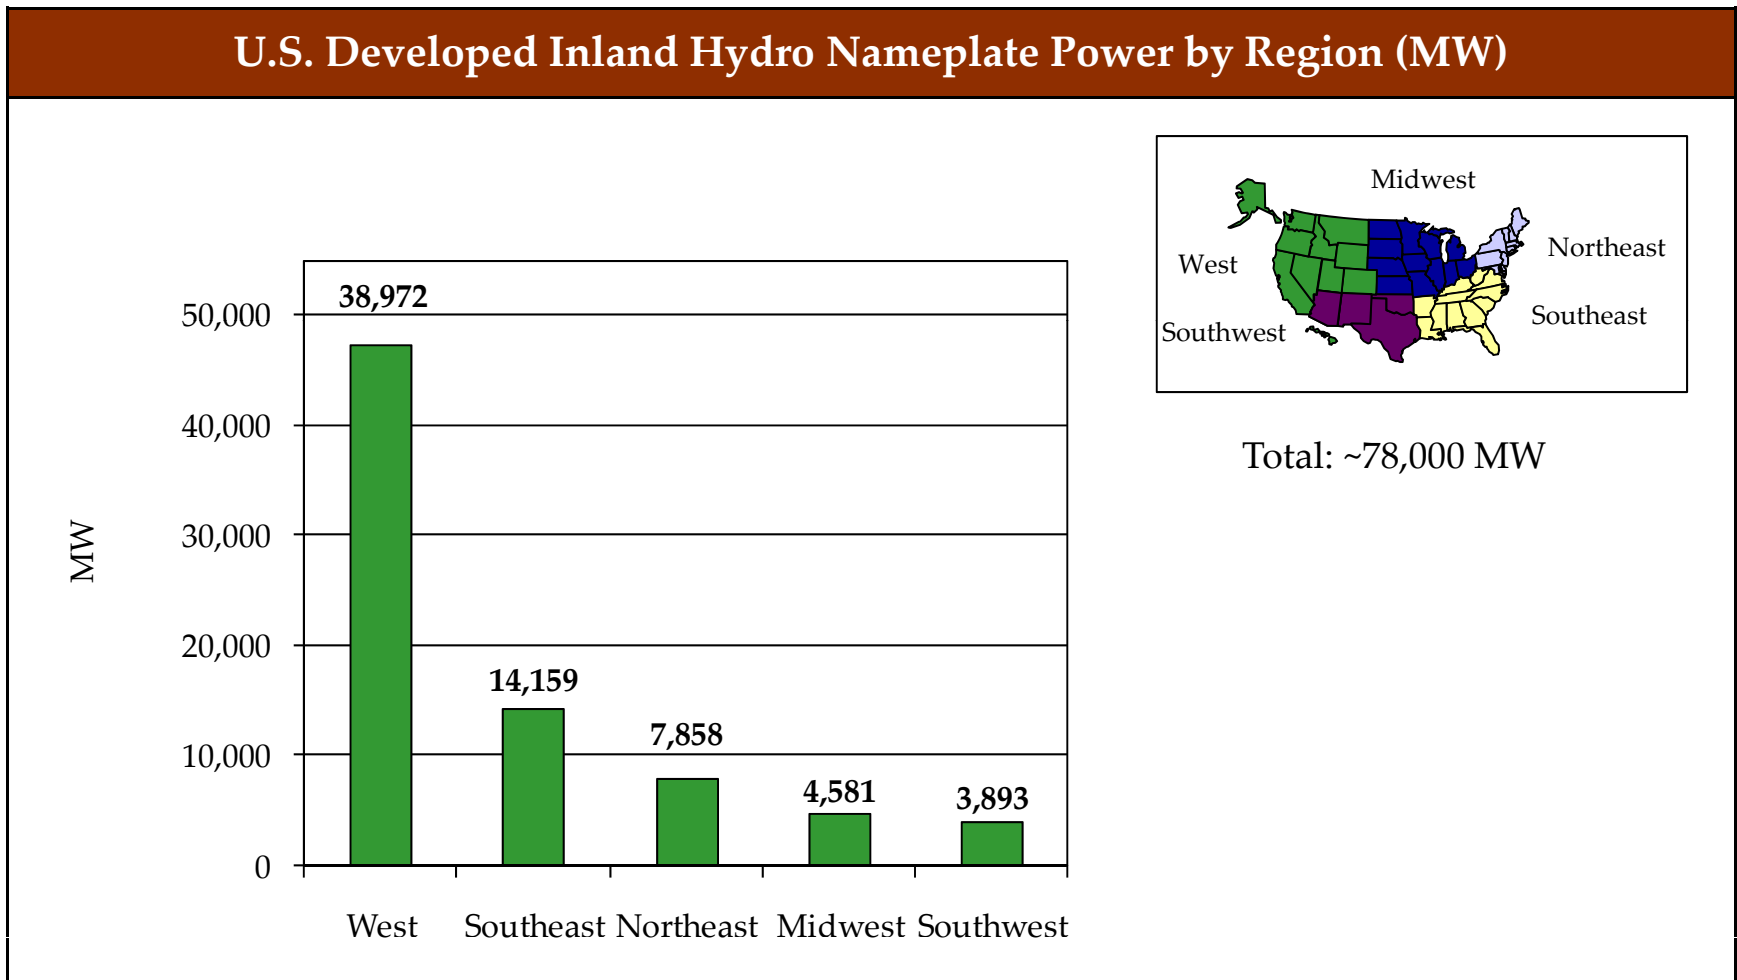 U.S. Developed Inland Hydro Nameplate Power by Region (MW)
Midwest
Northeast
West
Southeast
Southwest
Total: ~78,000 MW
MW
50,000
40,000
30,000
20,000
10,000
0
38,972
14,159
7,858
4,581
3,893
West Southeast Northeast Midwest Southwest